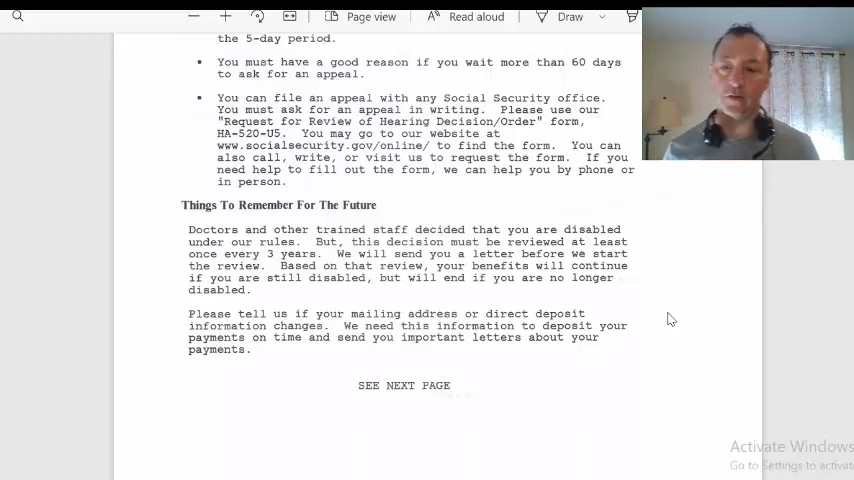 Page view
Read aloud
Draw
the 5-day period.
• You must have a good reason if you wait more than 60 days
to ask for an appeal.
• You can file an appeal with any Social Security office.
You must ask for an appeal in writing.  Please use our
"Request for Review of Hearing Decision/Order" form,
HA-520-U5.  You may go to our website at
www.socialsecurity.gov/online/ to find the form.  You can
also call, write, or visit us to request the form.  If you
need help to fill out the form, we can help you by phone or
in person.
Things To Remember For The Future
Doctors and other trained staff decided that you are disabled
under our rules.  But, this decision must be reviewed at least
once every 3 years.  We will send you a letter before we start
the review.  Based on that review, your benefits will continue
if you are still disabled, but will end if you are no longer
disabled.
Please tell us if your mailing address or direct deposit
information changes.  We need this information to deposit your
payments on time and send you important letters about your
payments.
SEE NEXT PAGE
Activate Windows
Go to Settings to activat